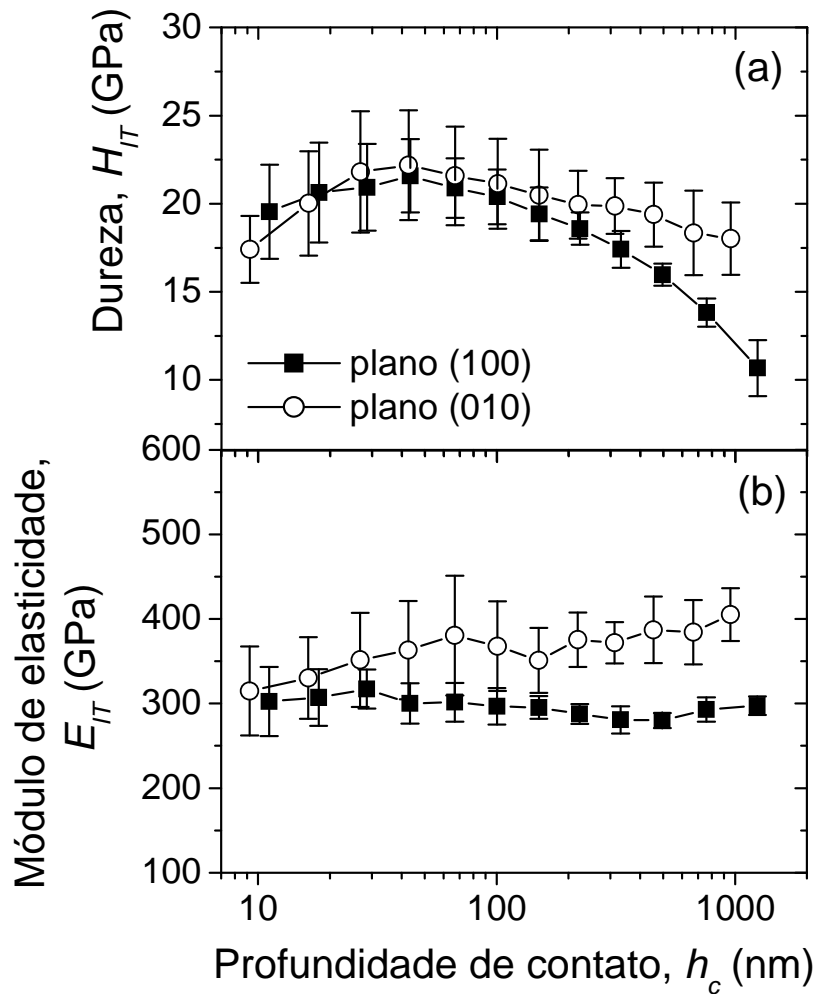 30
(a)
25
20
15
10
Dureza, H_IT (GPa)
plano (100)
plano (010)
600
(b)
500
400
300
200
100
Módulo de elasticidade,
E_IT (GPa)
10 100 1000
Profundidade de contato, h_c (nm)